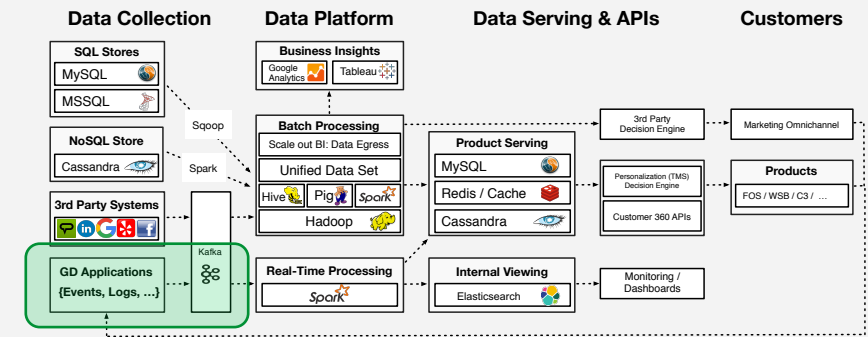 Data Collection
Data Platform
Data Serving & APIs
Customers
SQL Stores
MySQL
MSSQL
NoSQL Store
Cassandra
3rd Party Systems
GD Applications
{Events, Logs, ...}
Sqoop
Spark
Kafka
Business Insights
Google
Analytics
Tableau
Batch Processing
Scale out BI: Data Egress
Unified Data Set
Hive
Pig
Spark
Hadoop
Real-Time Processing
Spark
Product Serving
MySQL
Redis / Cache
Cassandra
Internal Viewing
Elasticsearch
3rd Party
Decision Engine
Personalization (TMS)
Decision Engine
Customer 360 APIs
Monitoring /
Dashboards
Marketing Omnichannel
Products
FOS / WSB / C3 / ...